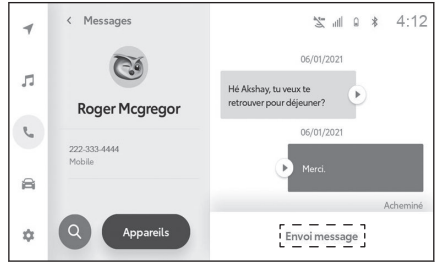 < Messages
4:12
Roger Mcgregor
222-333-4444
Mobile
Appareils
06/01/2021
Hé Akshay, tu veux te
retrouver pour déjeuner?
06/01/2021
Merci.
Acheminé
Envoi message